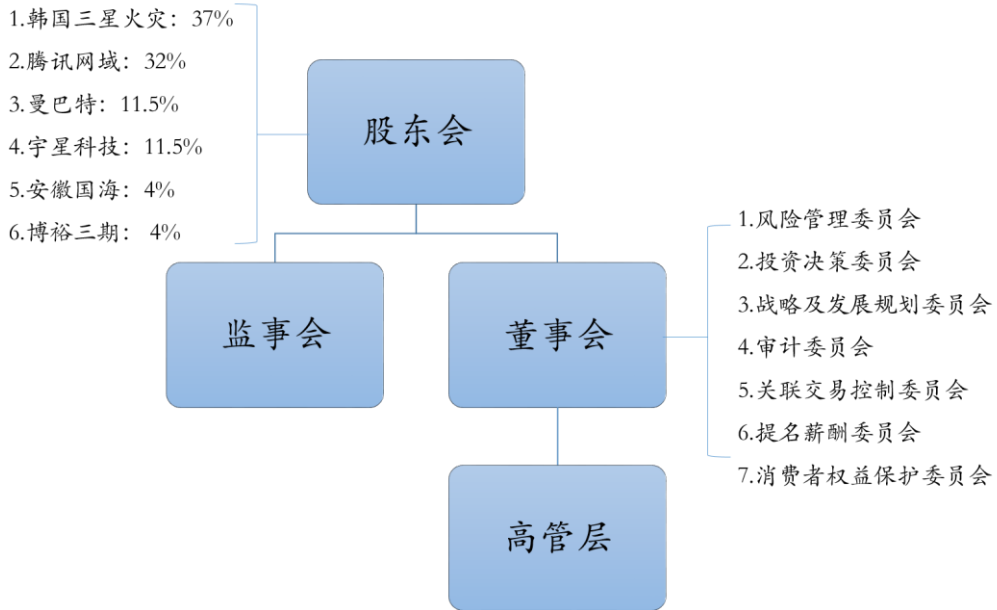 1.韩国三星火灾：37%
2.腾讯网域：32%
3.曼巴特：11.5%
4.宇星科技：11.5%
5.安徽国海：4%
6.博裕三期： 4%
股东会
监事会
董事会
高管层
1.风险管理委员会
2.投资决策委员会
3.战略及发展规划委员会
4.审计委员会
5.关联交易控制委员会
6.提名薪酬委员会
7.消费者权益保护委员会